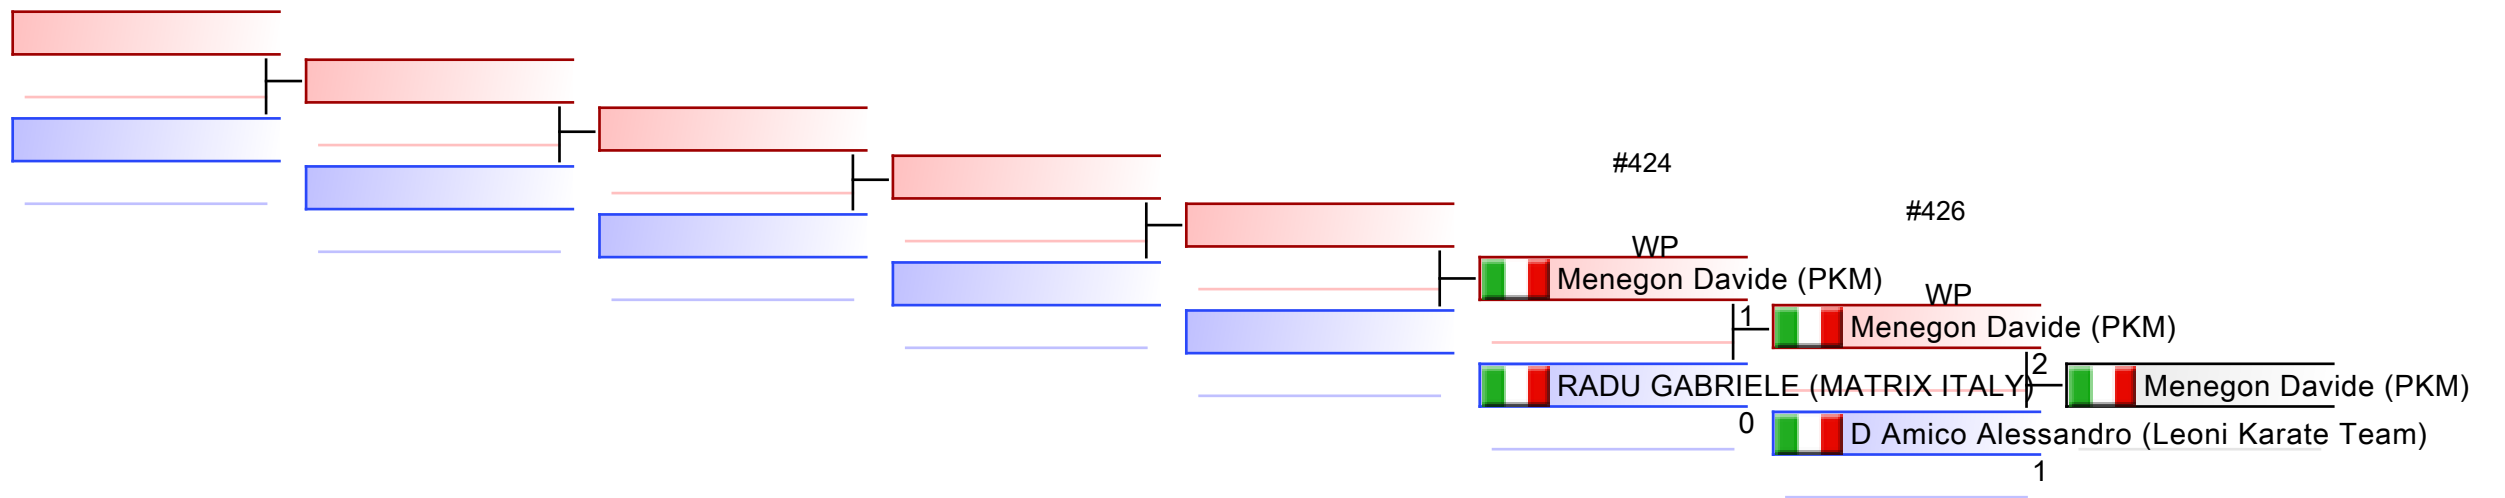 #424
#426
WP
Menegon Davide (PKM)
WP
1
Menegon Davide (PKM)
2
RADU GABRIELE (MATRIX ITALY)
Menegon Davide (PKM)
0
D Amico Alessandro (Leoni Karate Team)
1